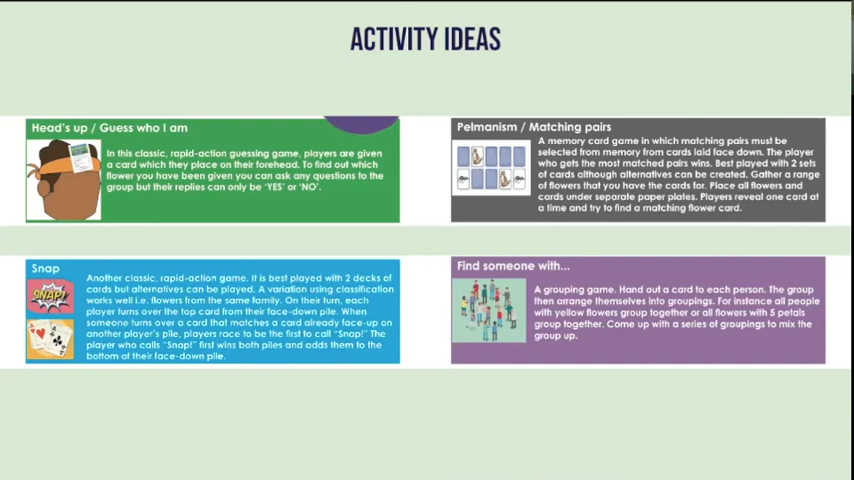 ACTIVITY IDEAS
Head's up / Guess who I am
In this classic, rapid-action guessing game, players are given
a card which they place on their forehead. To find out which
flower you have been given you can ask any questions to the
group but their replies can only be 'YES' or 'NO'.
Pelmanism / Matching pairs
A memory card game in which matching pairs must be
selected from memory from cards laid face down. The player
who gets the most matched pairs wins. Best played with 2 sets
of cards although alternatives can be created. Gather a range
of flowers that you have the cards for. Place all flowers and
cards under separate paper plates. Players reveal one card at
a time and try to find a matching flower card.
Snap
SNAP!
Another classic, rapid-action game. It is best played with 2 decks of
cards but alternatives can be played. A variation using classification
works well i.e. flowers from the same family. On their turn, each
player turns over the top card from their face-down pile. When
someone turns over a card that matches a card already face-up on
another player's pile, players race to be the first to call "Snap!" The
player who calls "Snap!" first wins both piles and adds them to the
bottom of their face-down pile.
Find someone with...
A grouping game. Hand out a card to each person. The group
then arrange themselves into groupings. For instance all people
with yellow flowers group together or all flowers with 5 petals
group together. Come up with a series of groupings to mix the
group up.